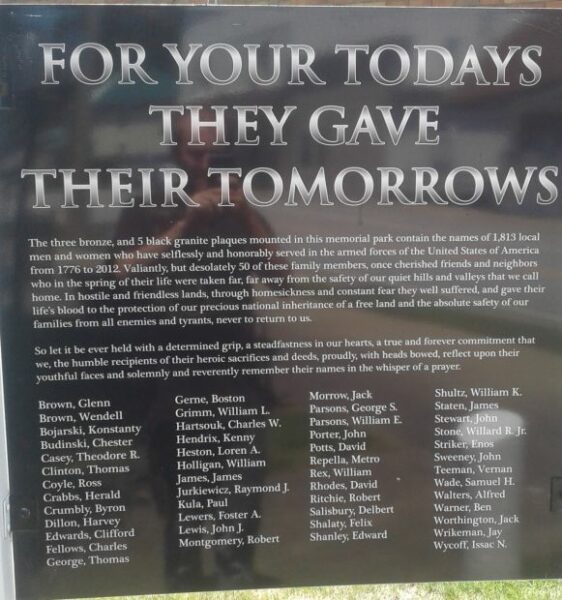 FOR YOUR TODAYS
THEY GAVE
THEIR TOMORROWS
The three bronze, and 5 black granite plaques mounted in this memorial park contain the names of 1,813 local
men and women who have selflessly and honorably served in the armed forces of the United States of America
from 1776 to 2012. Valiantly, but desolately 50 of these family members, once cherished friends and neighbors
who in the spring of their life were taken far, far away from the safety of our quiet hills and valleys that we call
home. In hostile and friendless lands, through homesickness and constant fear they well suffered, and gave their
life's blood to the protection of our precious national inheritance of a free land and the absolute safety of our
families from all enemies and tyrants, never to return to us.
So let it be ever held with a determined grip, a steadfastness in our hearts, a true and forever commitment that
we, the humble recipients of their heroic sacrifices and deeds, proudly, with heads bowed, reflect upon their
youthful faces and solemnly and reverently remember their names in the whisper of a prayer.
Brown, Glenn
Brown, Wendell
Bojarski, Konstanty
Budinski, Chester
Casey, Theodore R.
Clinton, Thomas
Coyle, Ross
Crabbs, Herald
Crumbly, Byron
Dillon, Harvey
Edwards, Clifford
Fellows, Charles
George, Thomas
Gerne, Boston
Grimm, William L.
Hartsouk, Charles W.
Hendrix, Kenny
Heston, Loren A.
Holligan, William
James, James
Jurkiewicz, Raymond J.
Kula, Paul
Lewers, Foster A.
Lewis, John J.
Montgomery, Robert
Morrow, Jack
Parsons, George S.
Parsons, William E.
Porter, John
Potts, David
Repella, Metro
Rex, William
Rhodes, David
Ritchie, Robert
Salisbury, Delbert
Shalaty, Felix
Shanley, Edward
Shultz, William K.
Staten, James
Stewart, John
Stone, Willard R. Jr.
Striker, Enos
Sweeney, John
Teeman, Vernan
Wade, Samuel H.
Walters, Alfred
Warner, Ben
Worthington, Jack
Wrikeman, Jay
Wycoff, Issac N.